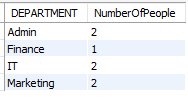 DEPARTMENT NumberOfPeople
Admin 2
Finance 1
IT 2
Marketing 2